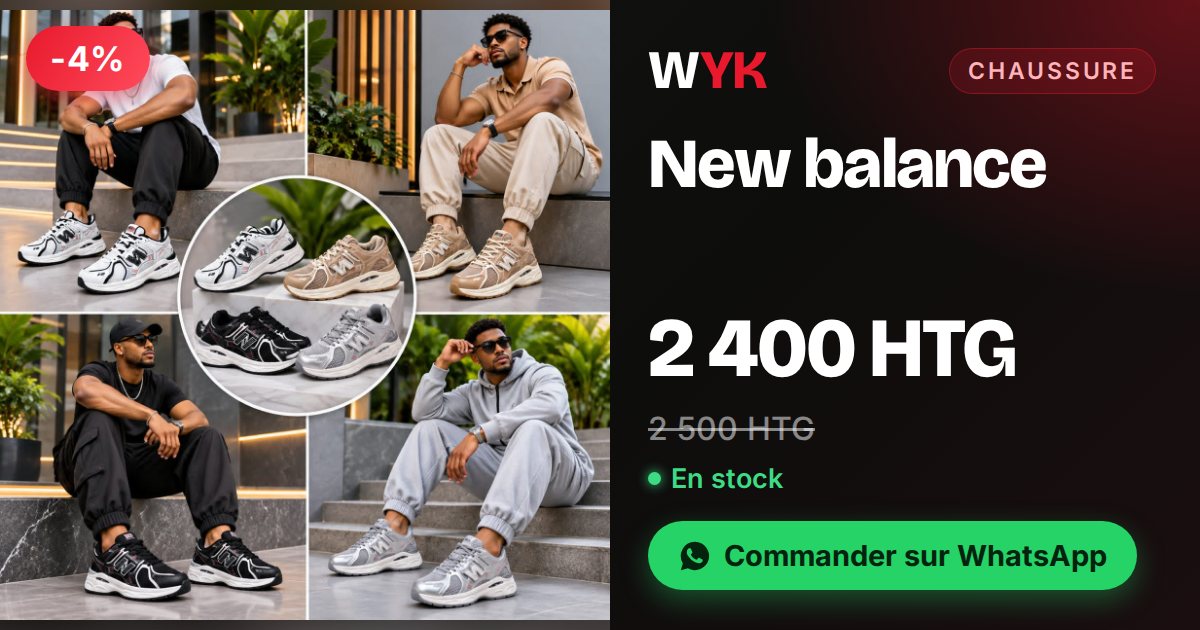 -4%
WYK
CHAUSSURE
New balance
2 400 HTG
2 500 HTG
En stock
Commander sur WhatsApp